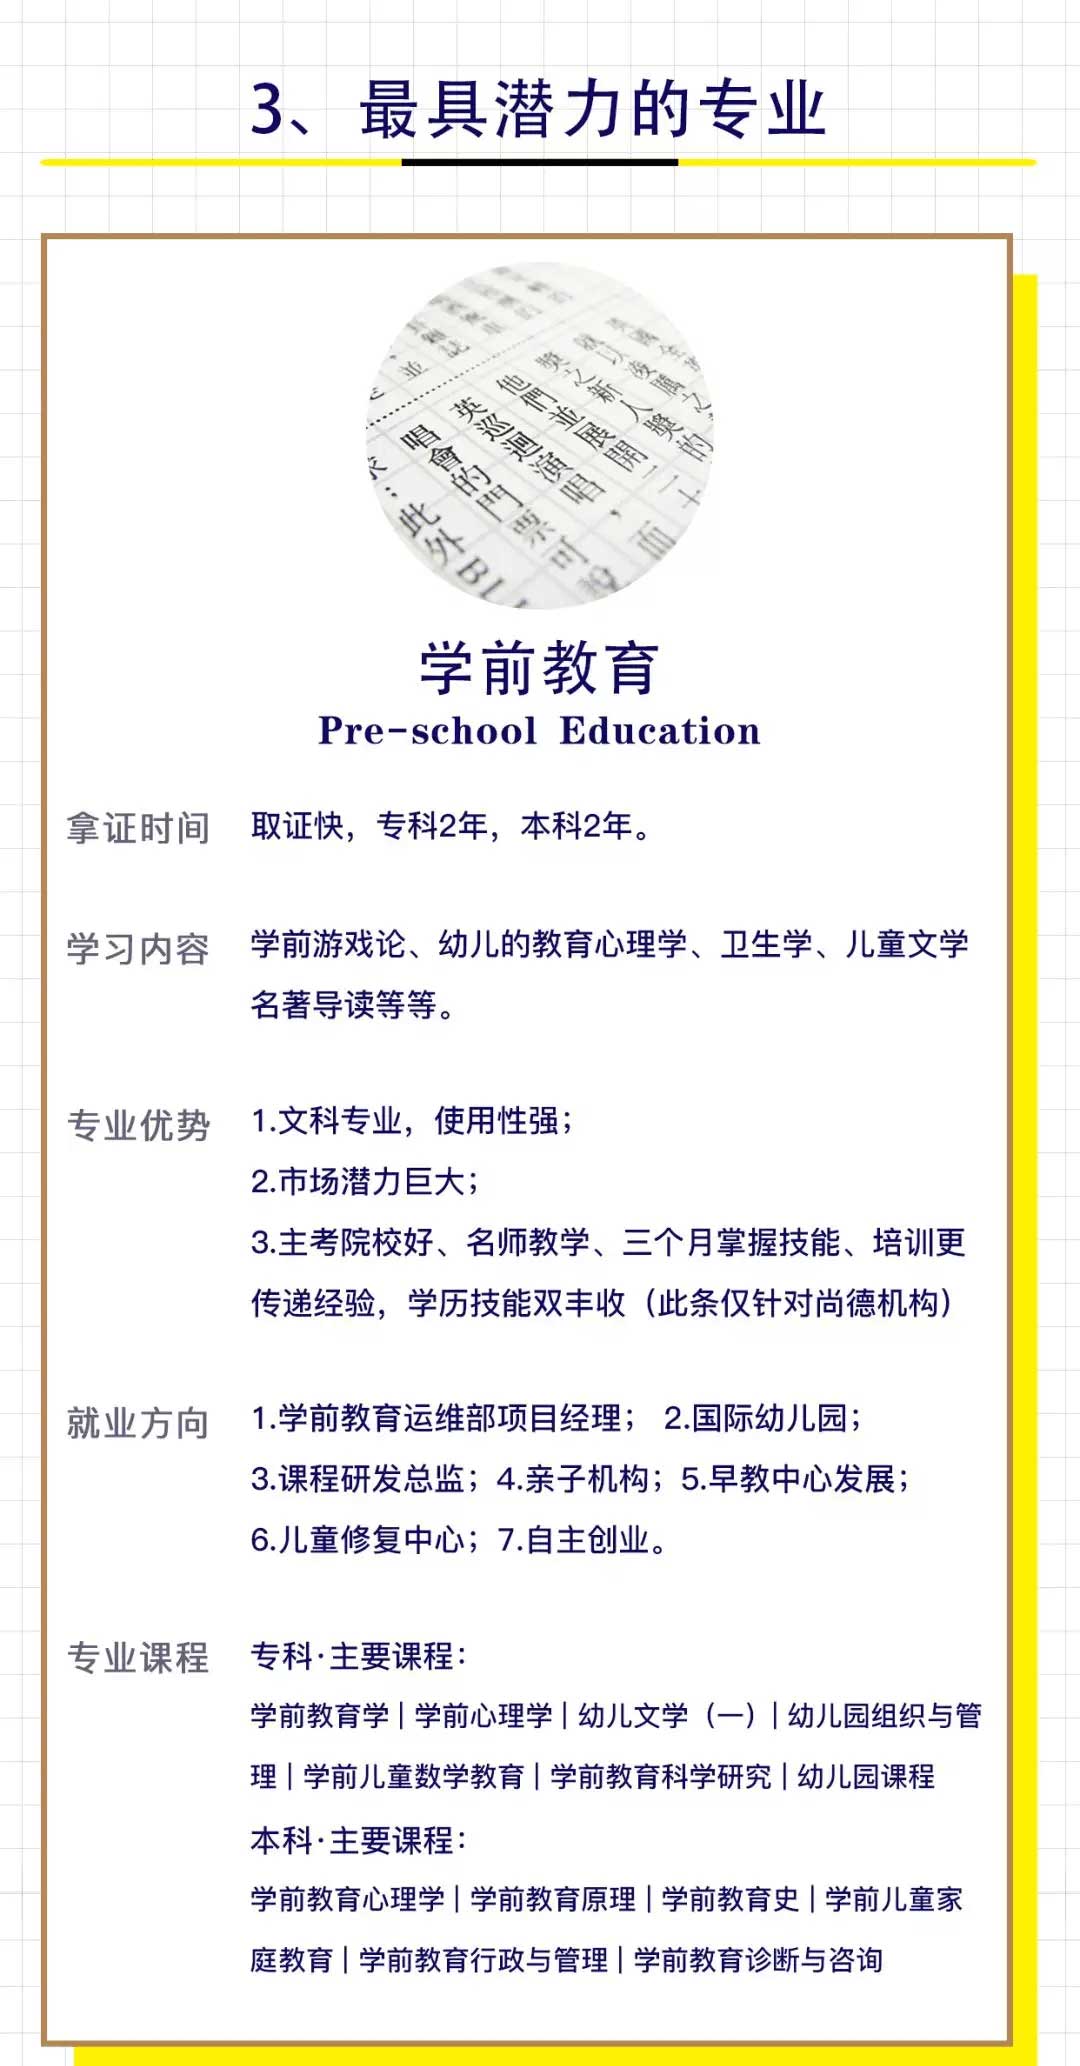 3、最具潜力的专业
学前教育
Pre-school Education
拿证时间 取证快，专科2年，本科2年。
学习内容 学前游戏论、幼儿的教育心理学、卫生学、儿童文学
名著导读等等。
专业优势 1.文科专业，使用性强；
2.市场潜力巨大；
3.主考院校好、名师教学、三个月掌握技能、培训更
传递经验，学历技能双丰收（此条仅针对尚德机构）
就业方向 1.学前教育运维部项目经理； 2.国际幼儿园；
3.课程研发总监；4.亲子机构；5.早教中心发展；
6.儿童修复中心；7.自主创业。
专业课程 专科·主要课程：
学前教育学 | 学前心理学 | 幼儿文学（一）| 幼儿园组织与管
理 | 学前儿童数学教育 | 学前教育科学研究 | 幼儿园课程
本科·主要课程：
学前教育心理学 | 学前教育原理 | 学前教育史 | 学前儿童家
庭教育 | 学前教育行政与管理 | 学前教育诊断与咨询